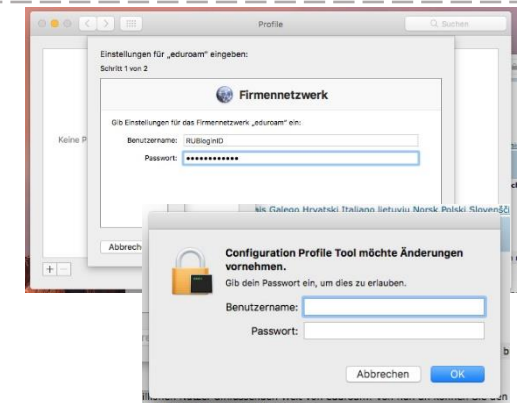 Profile
Suchen
Einstellungen für „eduroam" eingeben:
Schritt 1 von 2
Firmennetzwerk
Gib Einstellungen für das Firmennetzwerk „eduroam" ein:
Keine P
Benutzername: RUBloginID
Passwort: ••••••••••••
Galego Hrvatski Italiano lietuvių Norsk Polski Slovenšči
Abbrech
Configuration Profile Tool möchte Änderungen
vornehmen.
Gib dein Passwort ein, um dies zu erlauben.
Benutzername:
Passwort:
Abbrechen OK